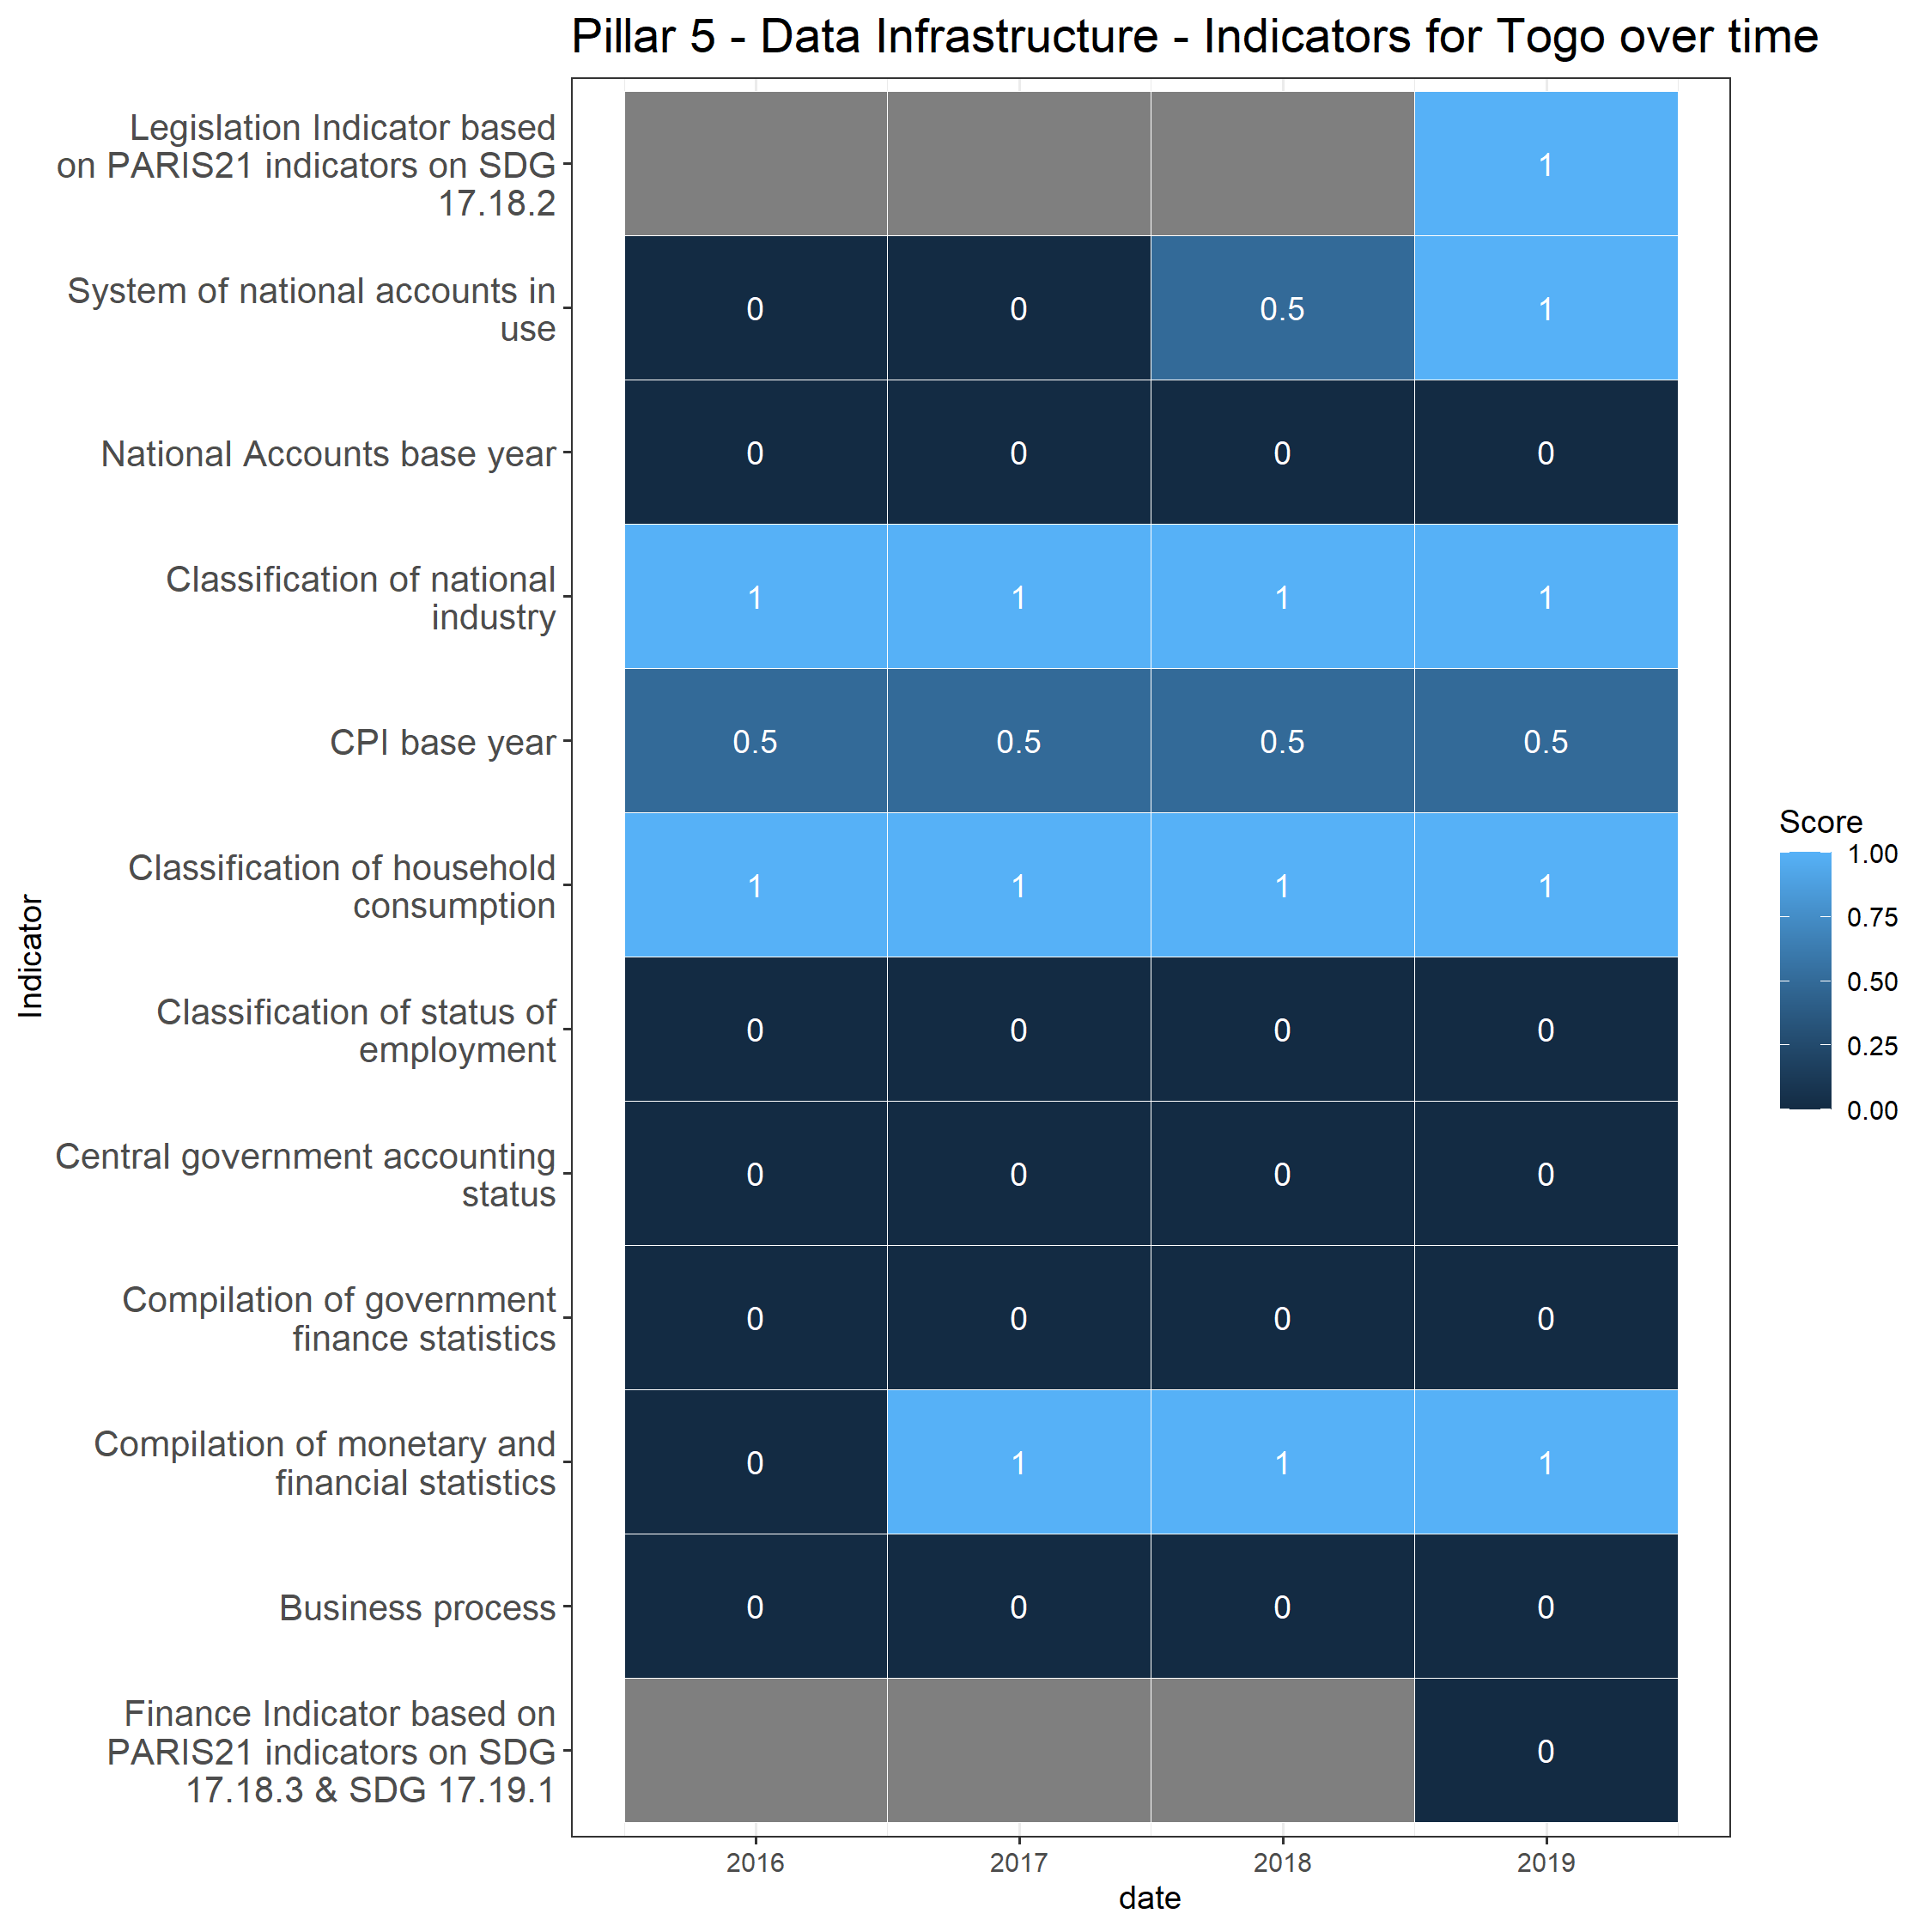 Pillar 5 - Data Infrastructure - Indicators for Togo over time
Legislation Indicator based
on PARIS21 indicators on SDG
17.18.2
1
System of national accounts in
use
0 0 0.5 1
National Accounts base year
0 0 0 0
Classification of national
industry
1 1 1 1
CPI base year
0.5 0.5 0.5 0.5
Classification of household
consumption
1 1 1 1
Classification of status of
employment
0 0 0 0
Central government accounting
status
0 0 0 0
Compilation of government
finance statistics
0 0 0 0
Compilation of monetary and
financial statistics
0 1 1 1
Business process
0 0 0 0
Finance Indicator based on
PARIS21 indicators on SDG
17.18.3 & SDG 17.19.1
0
2016 2017 2018 2019
date
Indicator
Score
1.00
0.75
0.50
0.25
0.00